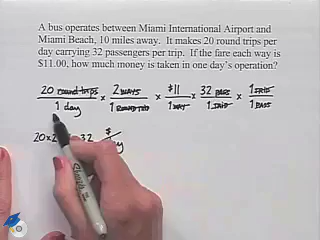 A bus operates between Miami International Airport and
Miami Beach, 10 miles away. It makes 20 round trips per
day carrying 32 passengers per trip. If the fare each way is
$11.00, how much money is taken in one day's operation?
20 round trips × 2 WAYS × $11 × 32 PASS × 1
1 day 1 ROUND TRIP 1 WAY 1 1 PASS
20 × 2 32 $
Sharpie